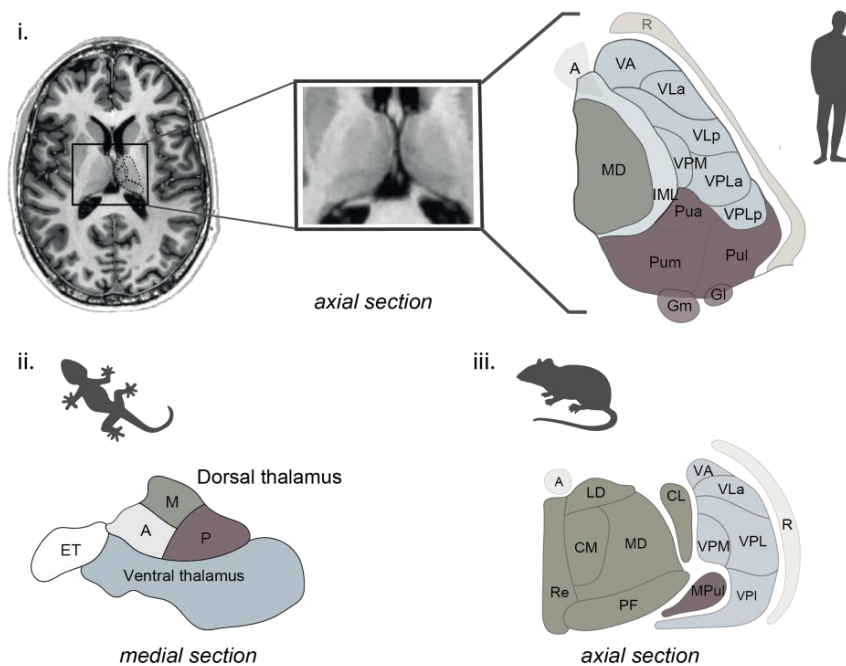 i.
R
A
VA
VLa
VLp
MD
VPM
VPLa
IML
VPLp
Pua
Pum
Pul
Gm
Gl
axial section
ii.
Dorsal thalamus
M
A
P
ET
Ventral thalamus
medial section
iii.
A
LD
CL
VA
VLa
R
CM
MD
VPM
VPL
Re
MPul
VPI
PF
axial section